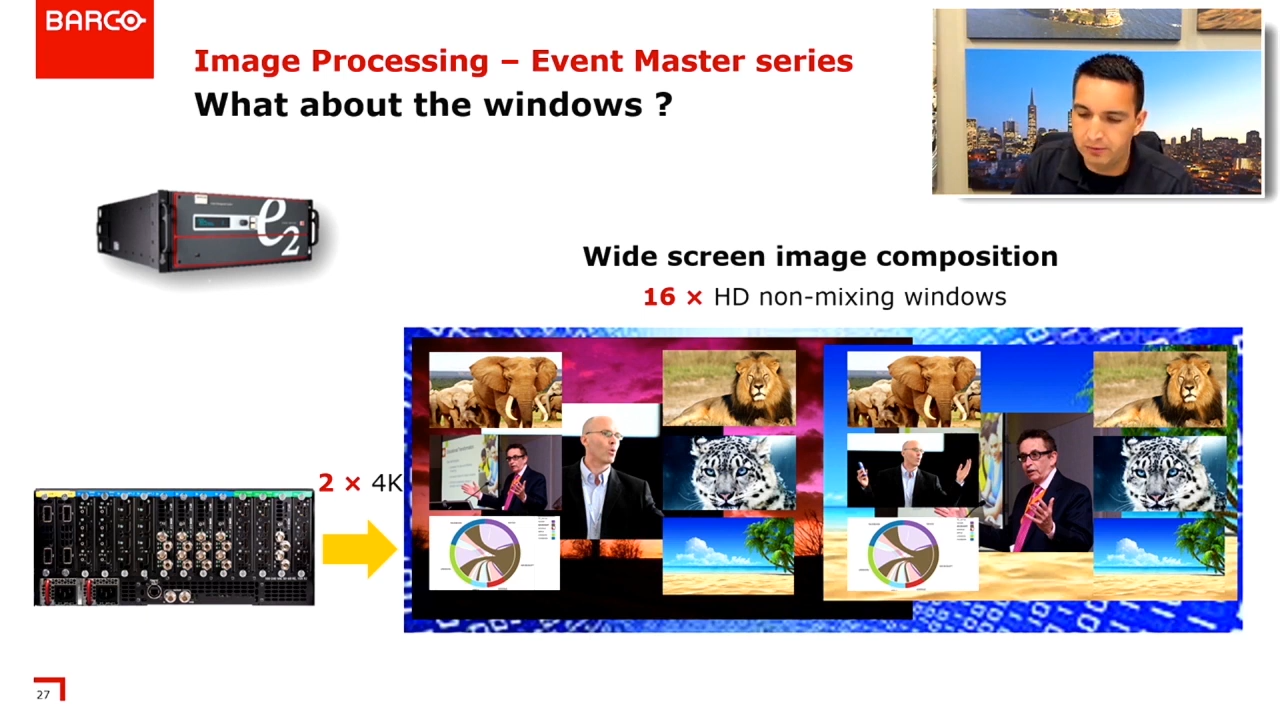 BARCO
Image Processing – Event Master series
What about the windows ?
e2
Wide screen image composition
16 × HD non-mixing windows
2 × 4K
27